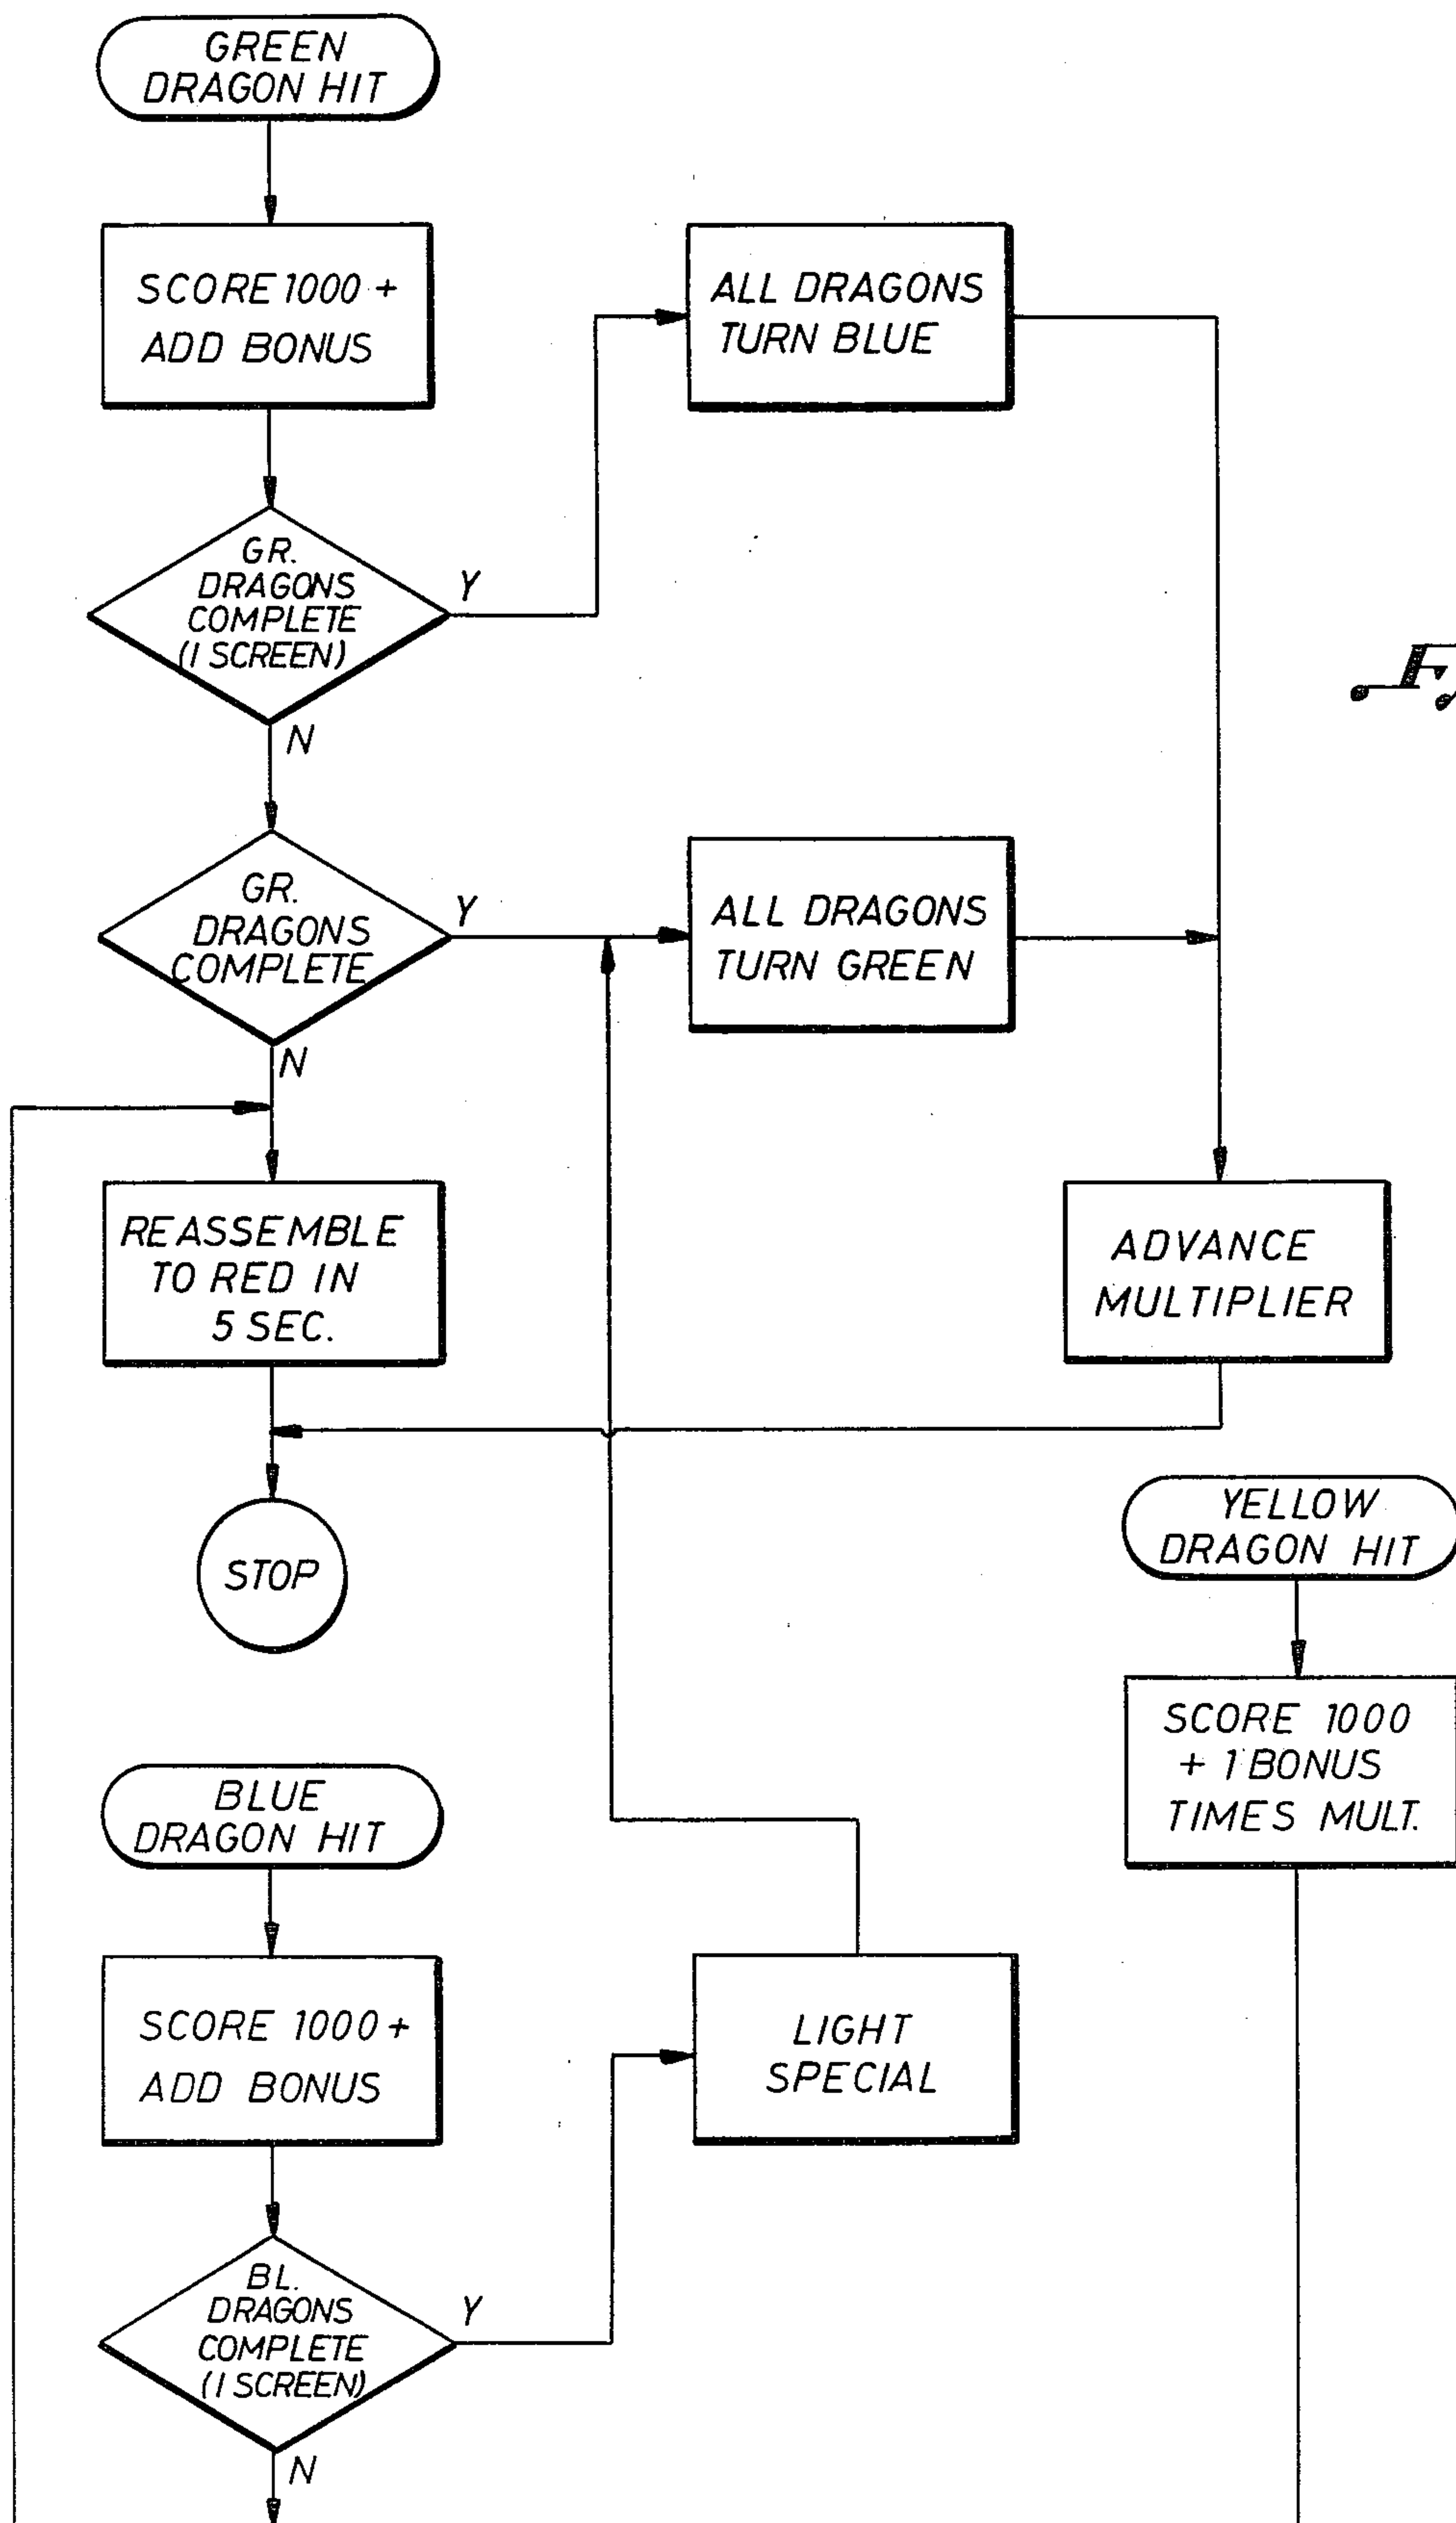 GREEN
DRAGON HIT
SCORE 1000 +
ADD BONUS
ALL DRAGONS
TURN BLUE
GR.
DRAGONS
COMPLETE
(1 SCREEN)
Y
N
GR.
DRAGONS
COMPLETE
Y
N
ALL DRAGONS
TURN GREEN
REASSEMBLE
TO RED IN
5 SEC.
ADVANCE
MULTIPLIER
STOP
YELLOW
DRAGON HIT
SCORE 1000
+ 1 BONUS
TIMES MULT.
BLUE
DRAGON HIT
SCORE 1000 +
ADD BONUS
LIGHT
SPECIAL
BL.
DRAGONS
COMPLETE
(1 SCREEN)
Y
N